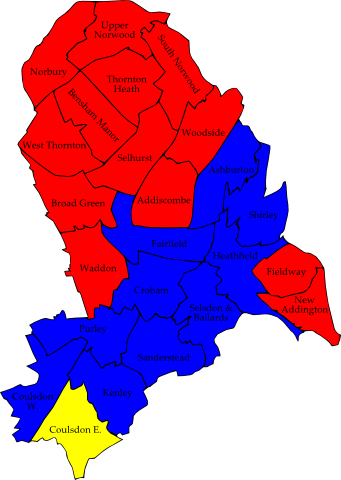 Upper
Norwood
South Norwood
Norbury
Thornton
Heath
Bensham Manor
Woodside
West Thornton
Selhurst
Ashburton
Broad Green
Addiscombe
Shirley
Fairfield
Heathfield
Waddon
Fieldway
Croham
New
Addington
Selsdon &
Ballards
Purley
Sanderstead
Kenley
Coulsdon
W.
Coulsdon E.